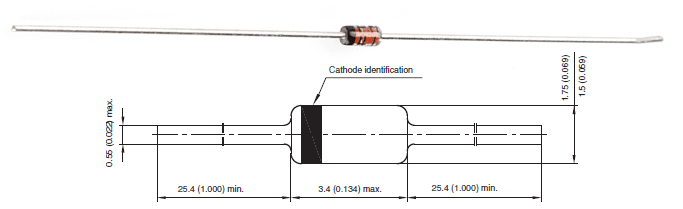 Cathode identification
1.75 (0.069)
1.5 (0.059)
0.55 (0.022) max.
25.4 (1.000) min.
3.4 (0.134) max.
25.4 (1.000) min.